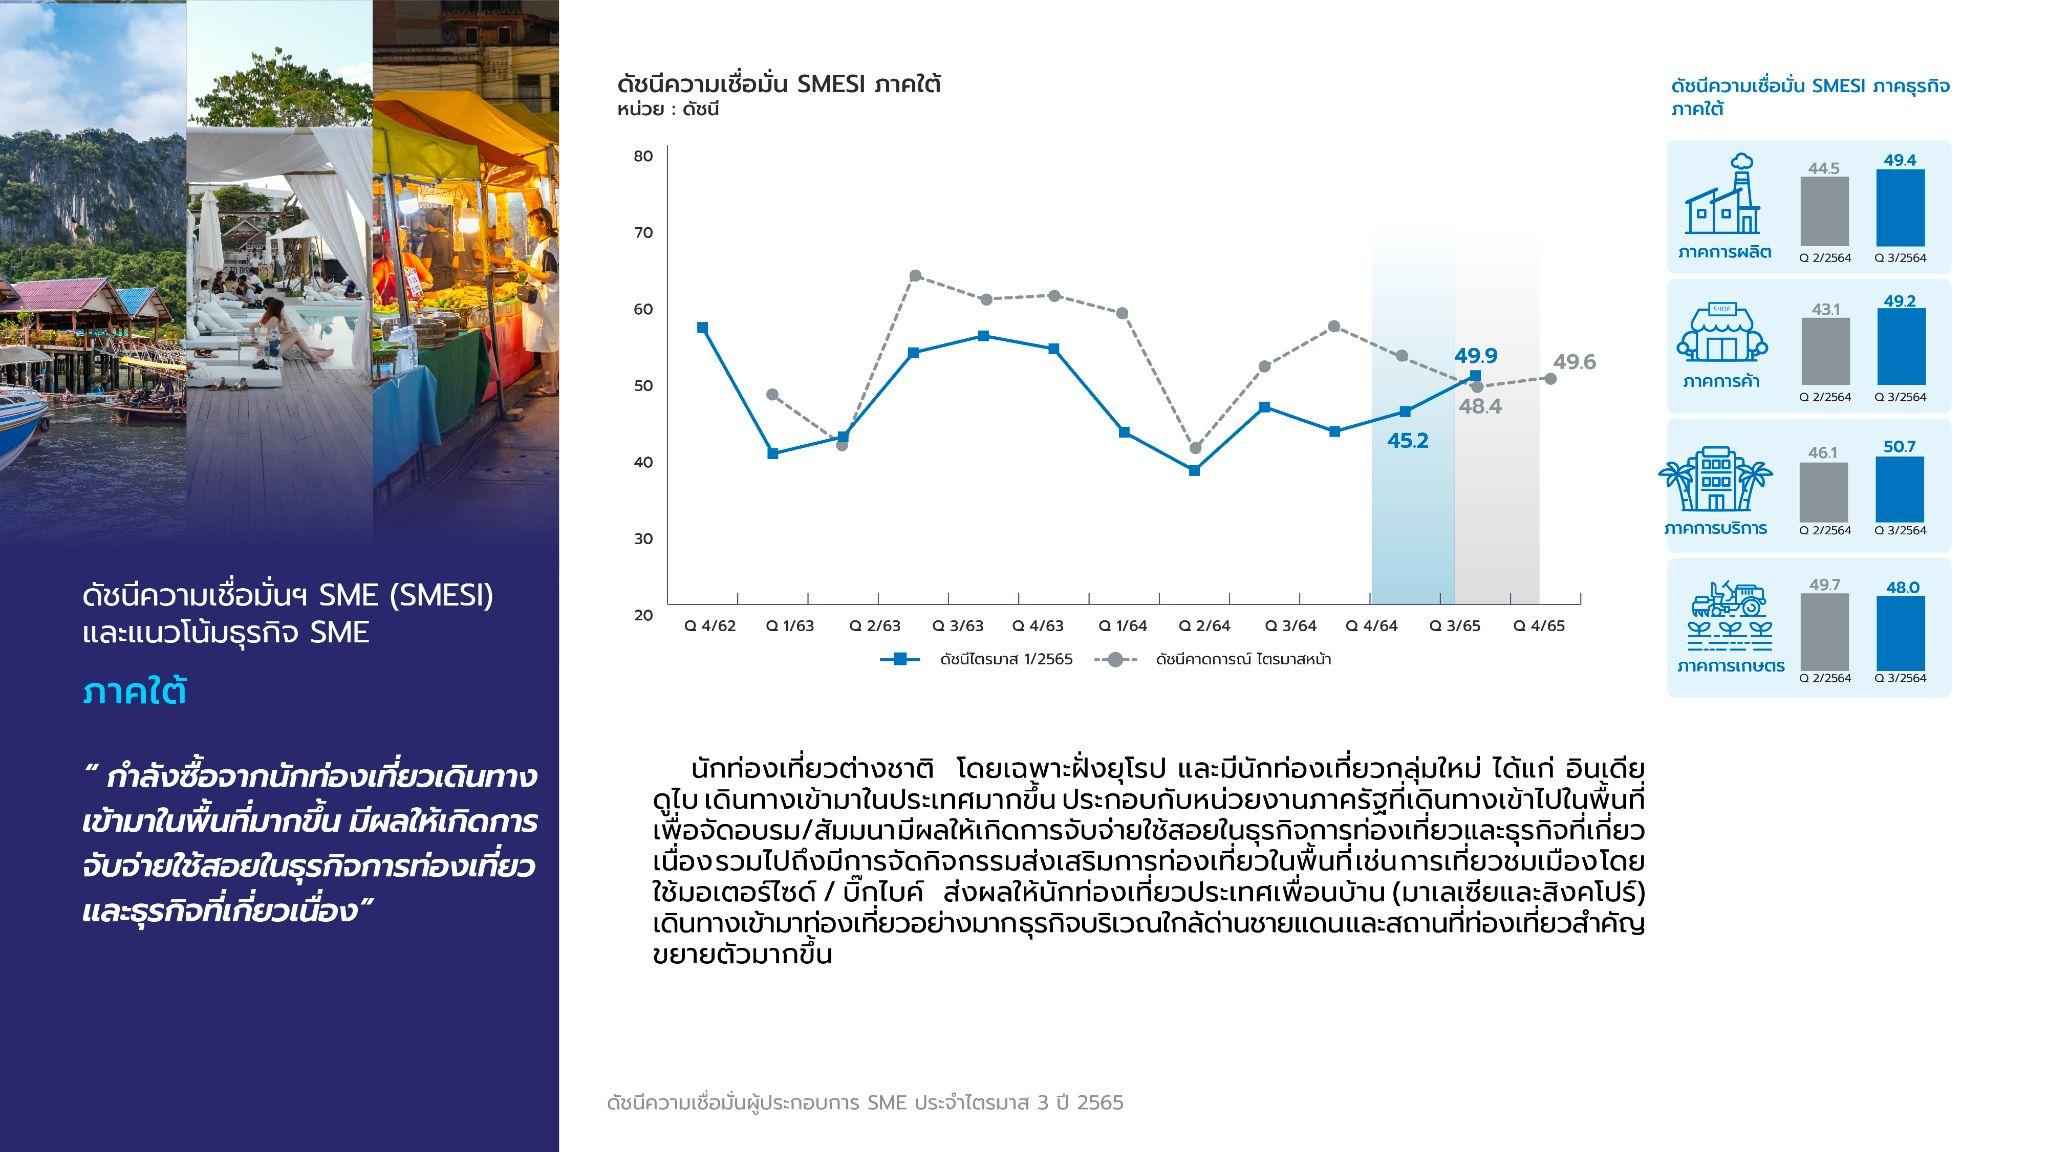 ดัชนีความเชื่อมั่นฯ SME (SMESI)
และแนวโน้มธุรกิจ SME
ภาคใต้
“ กำลังซื้อจากนักท่องเที่ยวเดินทาง
เข้ามาในพื้นที่มากขึ้น มีผลให้เกิดการ
จับจ่ายใช้สอยในธุรกิจการท่องเที่ยว
และธุรกิจที่เกี่ยวเนื่อง”
ดัชนีความเชื่อมั่น SMESI ภาคใต้
หน่วย : ดัชนี
80
70
60
50
40
30
20
49.9
49.6
48.4
45.2
Q 4/62 Q 1/63 Q 2/63 Q 3/63 Q 4/63 Q 1/64 Q 2/64 Q 3/64 Q 4/64 Q 3/65 Q 4/65
ดัชนีไตรมาส 1/2565 ดัชนีคาดการณ์ ไตรมาสหน้า
ดัชนีความเชื่อมั่น SMESI ภาคธุรกิจ
ภาคใต้
44.5 49.4
ภาคการผลิต
Q 2/2564 Q 3/2564
SHOP
43.1 49.2
ภาคการค้า
Q 2/2564 Q 3/2564
46.1 50.7
ภาคการบริการ
Q 2/2564 Q 3/2564
49.7 48.0
ภาคการเกษตร
Q 2/2564 Q 3/2564
นักท่องเที่ยวต่างชาติ โดยเฉพาะฝั่งยุโรป และมีนักท่องเที่ยวกลุ่มใหม่ ได้แก่ อินเดีย
ดูไบ เดินทางเข้ามาในประเทศมากขึ้น ประกอบกับหน่วยงานภาครัฐที่เดินทางเข้าไปในพื้นที่
เพื่อจัดอบรม/สัมมนา มีผลให้เกิดการจับจ่ายใช้สอยในธุรกิจการท่องเที่ยวและธุรกิจที่เกี่ยว
เนื่อง รวมไปถึงมีการจัดกิจกรรมส่งเสริมการท่องเที่ยวในพื้นที่ เช่น การเที่ยวชมเมือง โดย
ใช้มอเตอร์ไซด์ / บิ๊กไบค์ ส่งผลให้นักท่องเที่ยวประเทศเพื่อนบ้าน (มาเลเซียและสิงคโปร์)
เดินทางเข้ามาท่องเที่ยวอย่างมาก ธุรกิจบริเวณใกล้ด่านชายแดนและสถานที่ท่องเที่ยวสำคัญ
ขยายตัวมากขึ้น
ดัชนีความเชื่อมั่นผู้ประกอบการ SME ประจำไตรมาส 3 ปี 2565